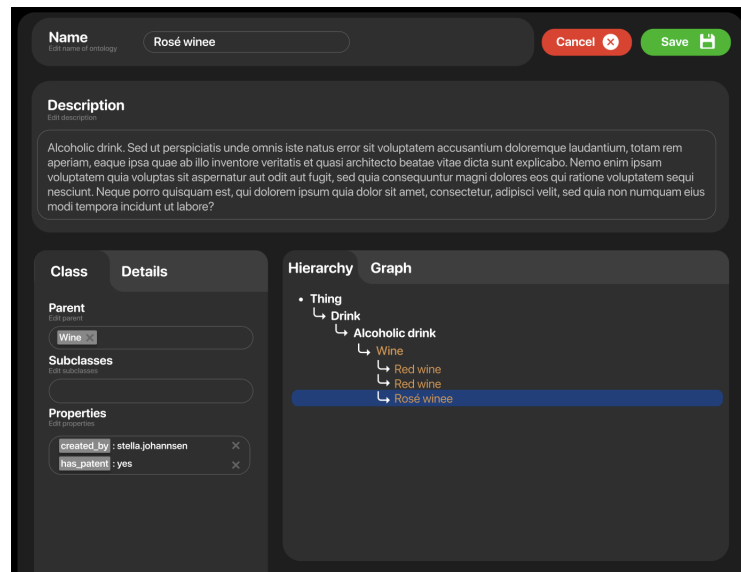 Name
Edit name of ontology
Rosé winee
Cancel
Save
Description
Edit description
Alcoholic drink. Sed ut perspiciatis unde omnis iste natus error sit voluptatem accusantium doloremque laudantium, totam rem
aperiam, eaque ipsa quae ab illo inventore veritatis et quasi architecto beatae vitae dicta sunt explicabo. Nemo enim ipsam
voluptatem quia voluptas sit aspernatur aut odit aut fugit, sed quia consequuntur magni dolores eos qui ratione voluptatem sequi
nesciunt. Neque porro quisquam est, qui dolorem ipsum quia dolor sit amet, consectetur, adipisci velit, sed quia non numquam eius
modi tempora incidunt ut labore?
Class Details
Parent
Edit parent
Wine
Subclasses
Edit subclasses
Properties
Edit properties
created_by : stella.johannsen
has_patent : yes
Hierarchy Graph
• Thing
Drink
Alcoholic drink
Wine
Red wine
Red wine
Rosé winee